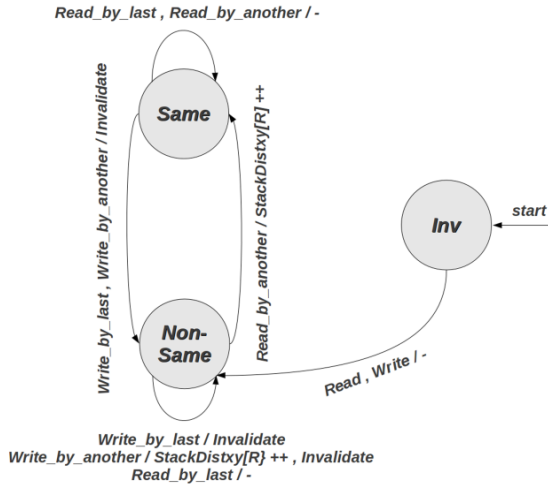 Read_by_last , Read_by_another / -
Same
Write_by_last , Write_by_another / Invalidate
Read_by_another / StackDistxy[R] ++
Inv
start
Non-
Same
Read , Write / -
Write_by_last / Invalidate
Write_by_another / StackDistxy[R} ++ , Invalidate
Read_by_last / -